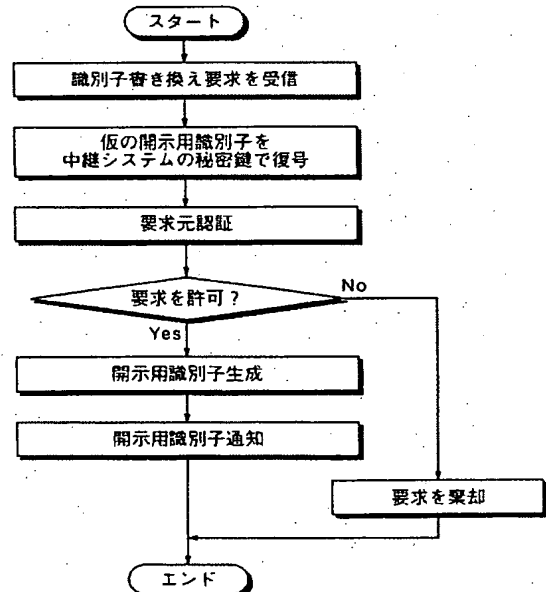 スタート
識別子書き換え要求を受信
仮の開示用識別子を
中継システムの秘密鍵で復号
要求元認証
要求を許可？
No
Yes
開示用識別子生成
開示用識別子通知
要求を棄却
エンド